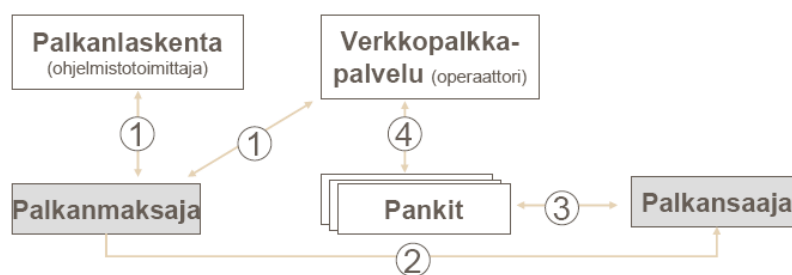 Palkanlaskenta
(ohjelmistotoimittaja)
Verkkopalkka-
palvelu (operaattori)
1
1
4
Palkanmaksaja
Pankit
3
Palkansaaja
2